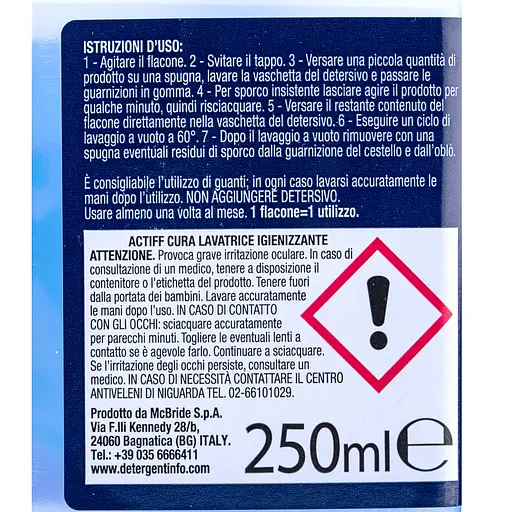 ISTRUZIONI D'USO:
1 - Agitare il flacone. 2 - Svitare il tappo. 3 - Versare una piccola quantità di
prodotto su una spugna, lavare la vaschetta del detersivo e passare le
guarnizioni in gomma. 4 - Per sporco insistente lasciare agire il prodotto per
qualche minuto, quindi risciacquare. 5 - Versare il restante contenuto del
flacone direttamente nella vaschetta del detersivo. 6 - Eseguire un ciclo di
lavaggio a vuoto a 60°. 7 - Dopo il lavaggio a vuoto rimuovere con una
spugna eventuali residui di sporco dalla guarnizione del cestello e dall'oblò.
È consigliabile l'utilizzo di guanti; in ogni caso lavarsi accuratamente le
mani dopo l'utilizzo. NON AGGIUNGERE DETERSIVO.
Usare almeno una volta al mese. 1 flacone=1 utilizzo.
ACTIFF CURA LAVATRICE IGIENIZZANTE
ATTENZIONE. Provoca grave irritazione oculare. In caso di
consultazione di un medico, tenere a disposizione il
contenitore o l'etichetta del prodotto. Tenere fuori
dalla portata dei bambini. Lavare accuratamente
le mani dopo l'uso. IN CASO DI CONTATTO
CON GLI OCCHI: sciacquare accuratamente
per parecchi minuti. Togliere le eventuali lenti a
contatto se è agevole farlo. Continuare a sciacquare.
Se l'irritazione degli occhi persiste, consultare un
medico. IN CASO DI NECESSITÀ CONTATTARE IL CENTRO
ANTIVELENI DI NIGUARDA TEL. 02-66101029.
Prodotto da McBride S.p.A.
Via F.lli Kennedy 28/b,
24060 Bagnatica (BG) ITALY.
Tel.: +39 035 6666411
www.detergentinfo.com
250ml e